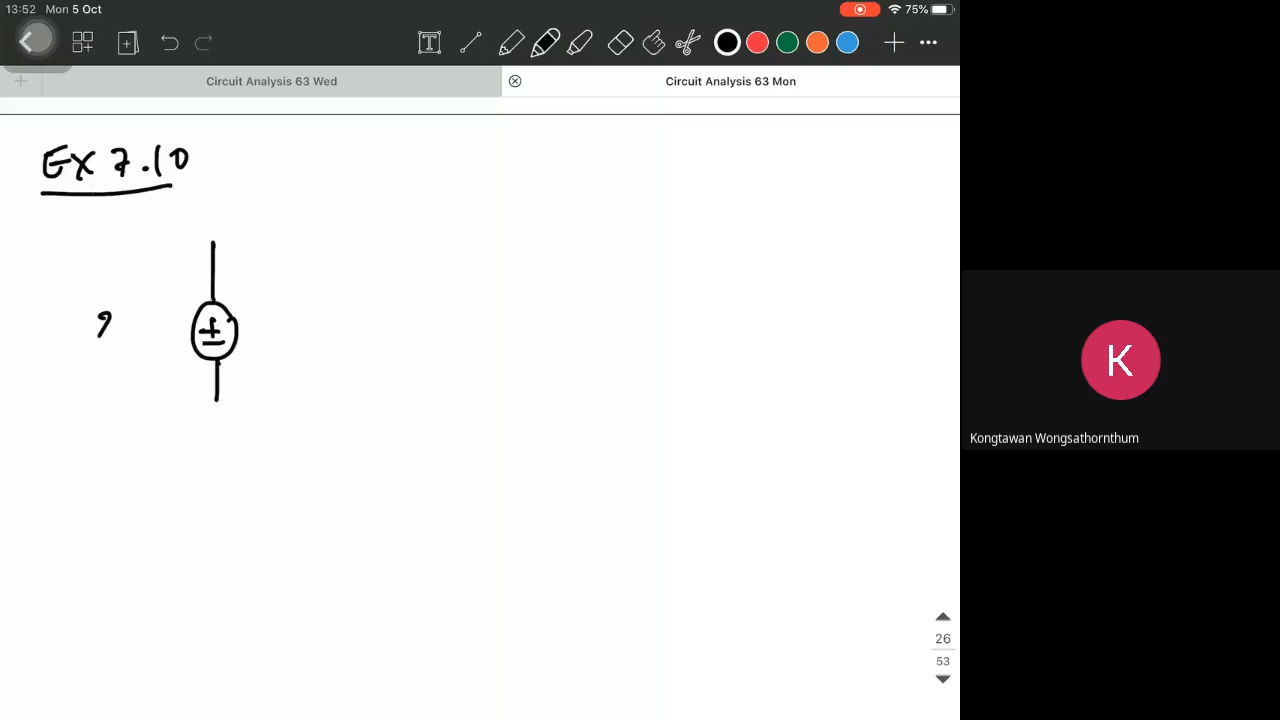 13:52 Mon 5 Oct 75%
T
Circuit Analysis 63 Wed
Circuit Analysis 63 Mon
Ex 7.10
+
-
K
Kongtawan Wongsathornthum
26
53